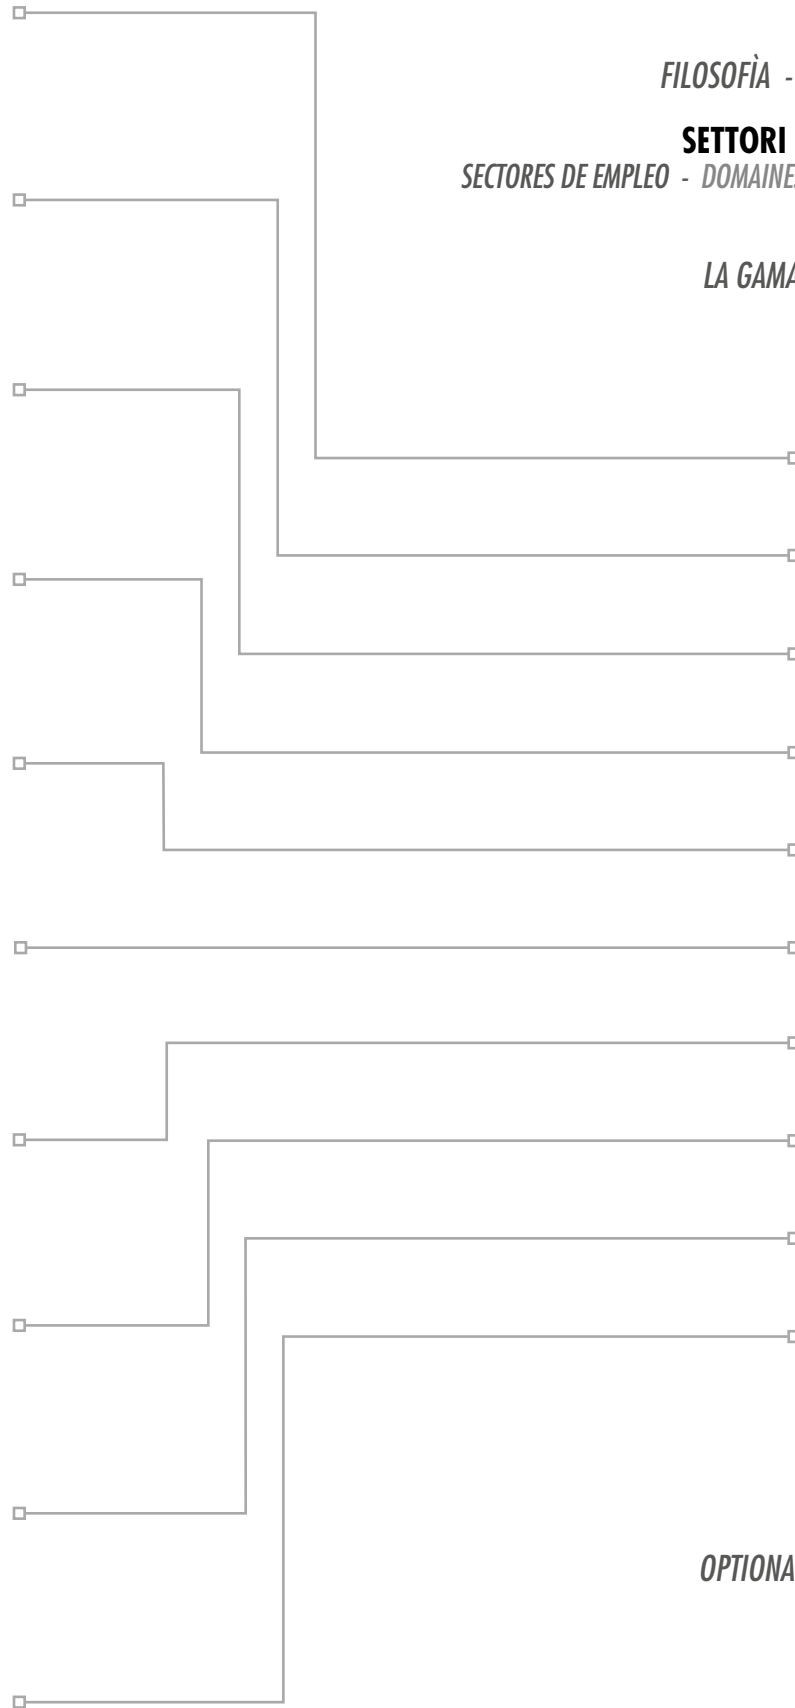 FILOSOFÌA -
SETTORI
SECTORES DE EMPLEO - DOMAINE
LA GAMA
OPTIONA